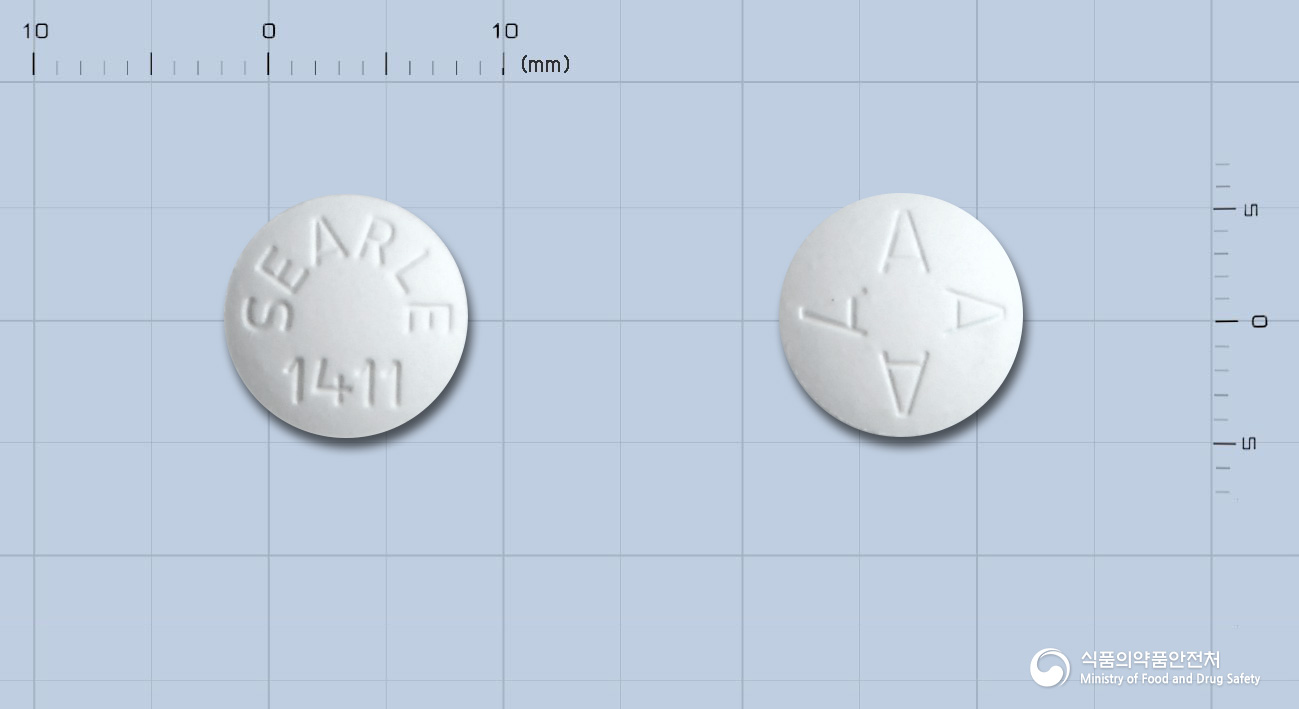 10 0 10
(mm)
SEARLE
1411
A
A A
A
5
0
5
식품의약품안전처
Ministry of Food and Drug Safety